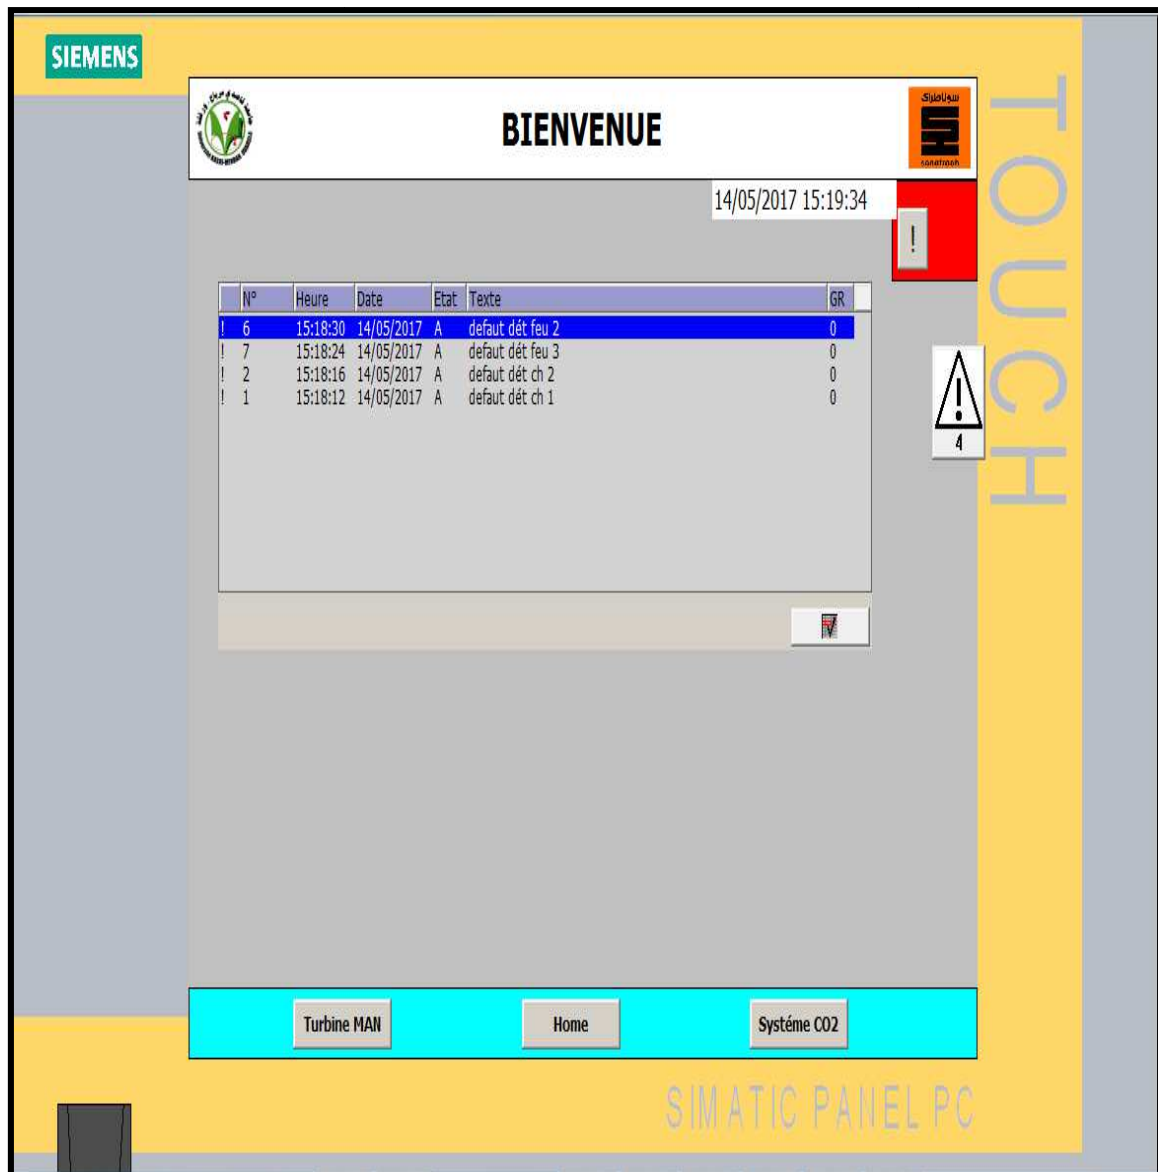 SIEMENS
BIENVENUE
سوناطراك
sonatrach
14/05/2017 15:19:34
!
N° Heure Date Etat Texte GR
! 6 15:18:30 14/05/2017 A defaut dét feu 2 0
! 7 15:18:24 14/05/2017 A defaut dét feu 3 0
! 2 15:18:16 14/05/2017 A defaut dét ch 2 0
! 1 15:18:12 14/05/2017 A defaut dét ch 1 0
!
4
TOUCH
Turbine MAN Home Systéme CO2
SIMATIC PANEL PC